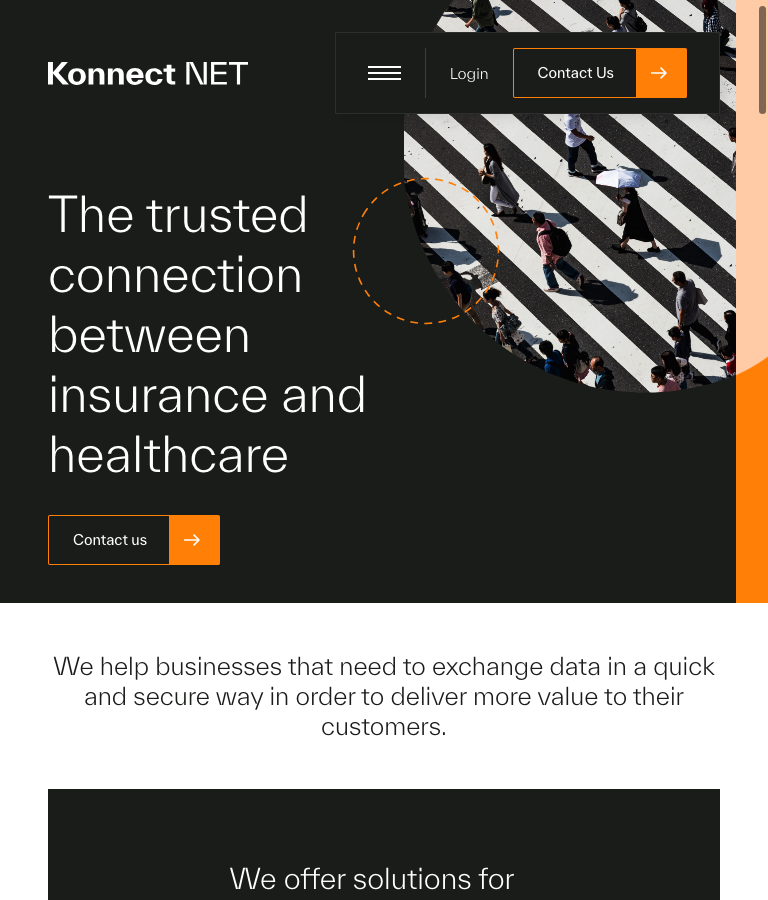 Konnect NET
Login
Contact Us
The trusted
connection
between
insurance and
healthcare
Contact us
We help businesses that need to exchange data in a quick
and secure way in order to deliver more value to their
customers.
We offer solutions for